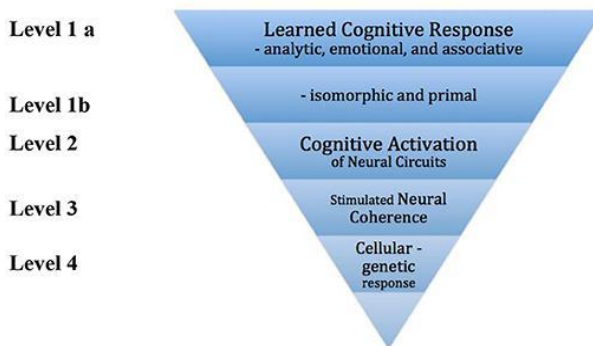 Level 1 a
Learned Cognitive Response
- analytic, emotional, and associative
Level 1b
- isomorphic and primal
Level 2
Cognitive Activation
of Neural Circuits
Level 3
Stimulated Neural
Coherence
Level 4
Cellular -
genetic
response